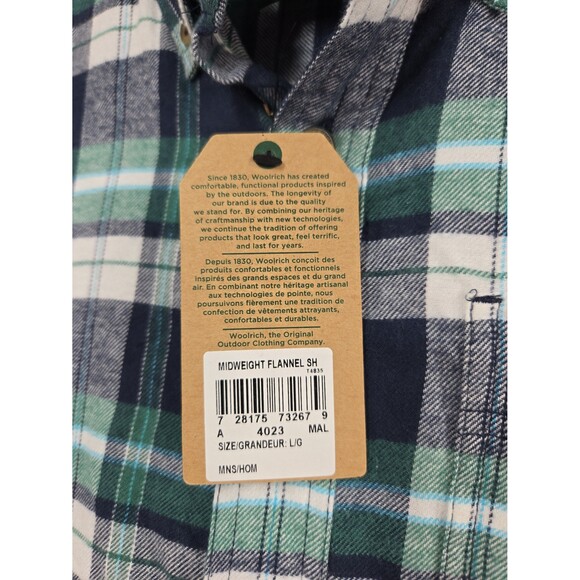 Since 1830, Woolrich has created
comfortable, functional products inspired
by the outdoors. The longevity of
our brand is due to the quality
we stand for. By combining our heritage
of craftsmanship with new technologies,
we continue the tradition of offering
products that look great, feel terrific,
and last for years.
Depuis 1830, Woolrich conçoit des
produits confortables et fonctionnels
inspirés des grands espaces et du grand
air. En combinant notre héritage artisanal
aux technologies de pointe, nous
poursuivons fièrement une tradition de
confection de vêtements attrayants,
confortables et durables.
Woolrich, the Original
Outdoor Clothing Company.
MIDWEIGHT FLANNEL SH
T4835
7 28175 73267 9
A 4023 MAL
SIZE/GRANDEUR: L/G
MNS/HOM